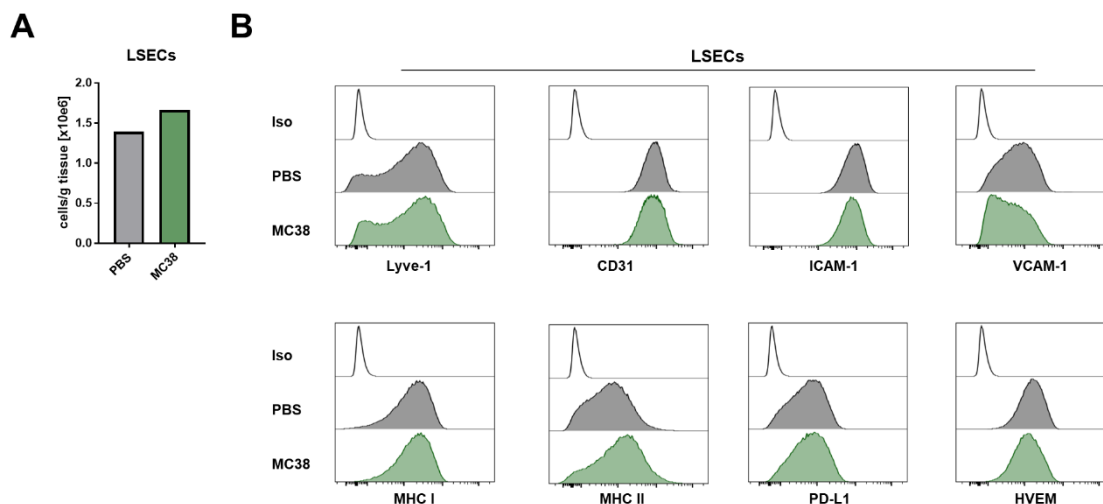 A
LSECs
cells/g tissue [x10e6]
2.0
1.5
1.0
0.5
0.0
PBS
MC38
B
LSECs
Iso
PBS
MC38
Lyve-1
CD31
ICAM-1
VCAM-1
Iso
PBS
MC38
MHC I
MHC II
PD-L1
HVEM